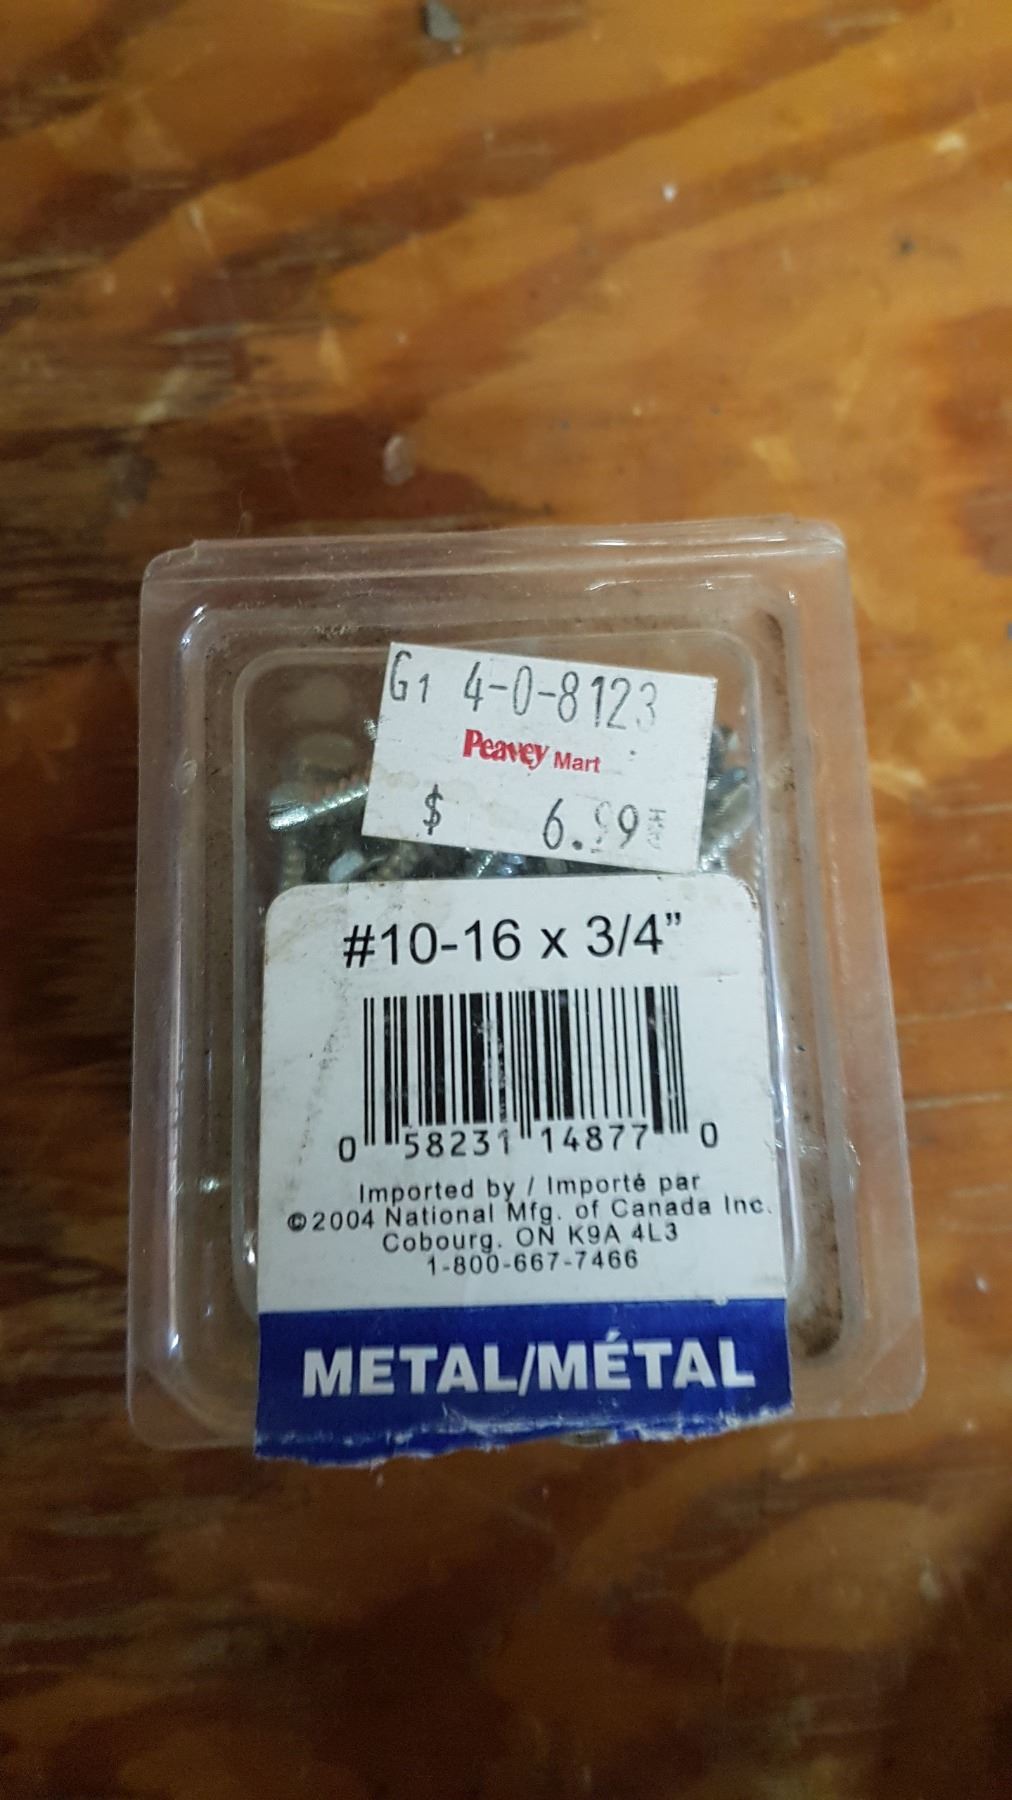 G1 4-0-8123
Peavey Mart
$ 6.99
#10-16 x 3/4"
0 58231 14877 0
Imported by / Importé par
©2004 National Mfg. of Canada Inc.
Cobourg. ON K9A 4L3
1-800-667-7466
METAL/MÉTAL